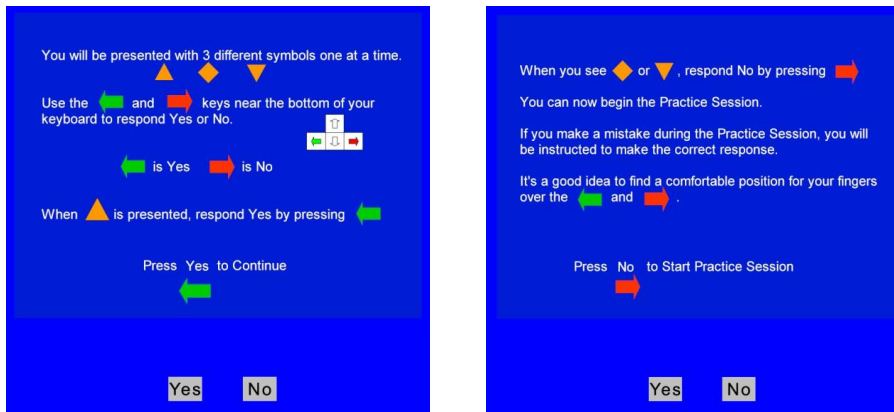 You will be presented with 3 different symbols one at a time.
Use the and keys near the bottom of your
keyboard to respond Yes or No.
is Yes is No
When is presented, respond Yes by pressing
Press Yes to Continue
Yes No
When you see or , respond No by pressing
You can now begin the Practice Session.
If you make a mistake during the Practice Session, you will
be instructed to make the correct response.
It's a good idea to find a comfortable position for your fingers
over the and .
Press No to Start Practice Session
Yes No